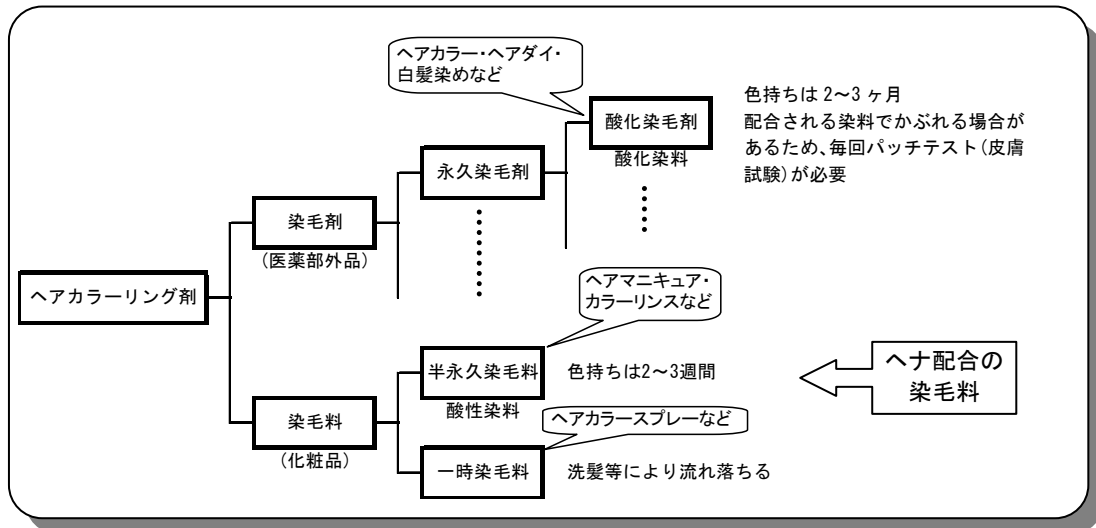 ヘアカラー・ヘアダイ・
白髪染めなど
酸化染毛剤
酸化染料
色持ちは 2～3 ヶ月
配合される染料でかぶれる場合が
あるため、毎回パッチテスト(皮膚
試験)が必要
永久染毛剤
染毛剤
(医薬部外品)
ヘアカラーリング剤
ヘアマニキュア・
カラーリンスなど
半永久染毛料
酸性染料
色持ちは2～3週間
ヘナ配合の
染毛料
染毛料
(化粧品)
ヘアカラースプレーなど
一時染毛料
洗髪等により流れ落ちる